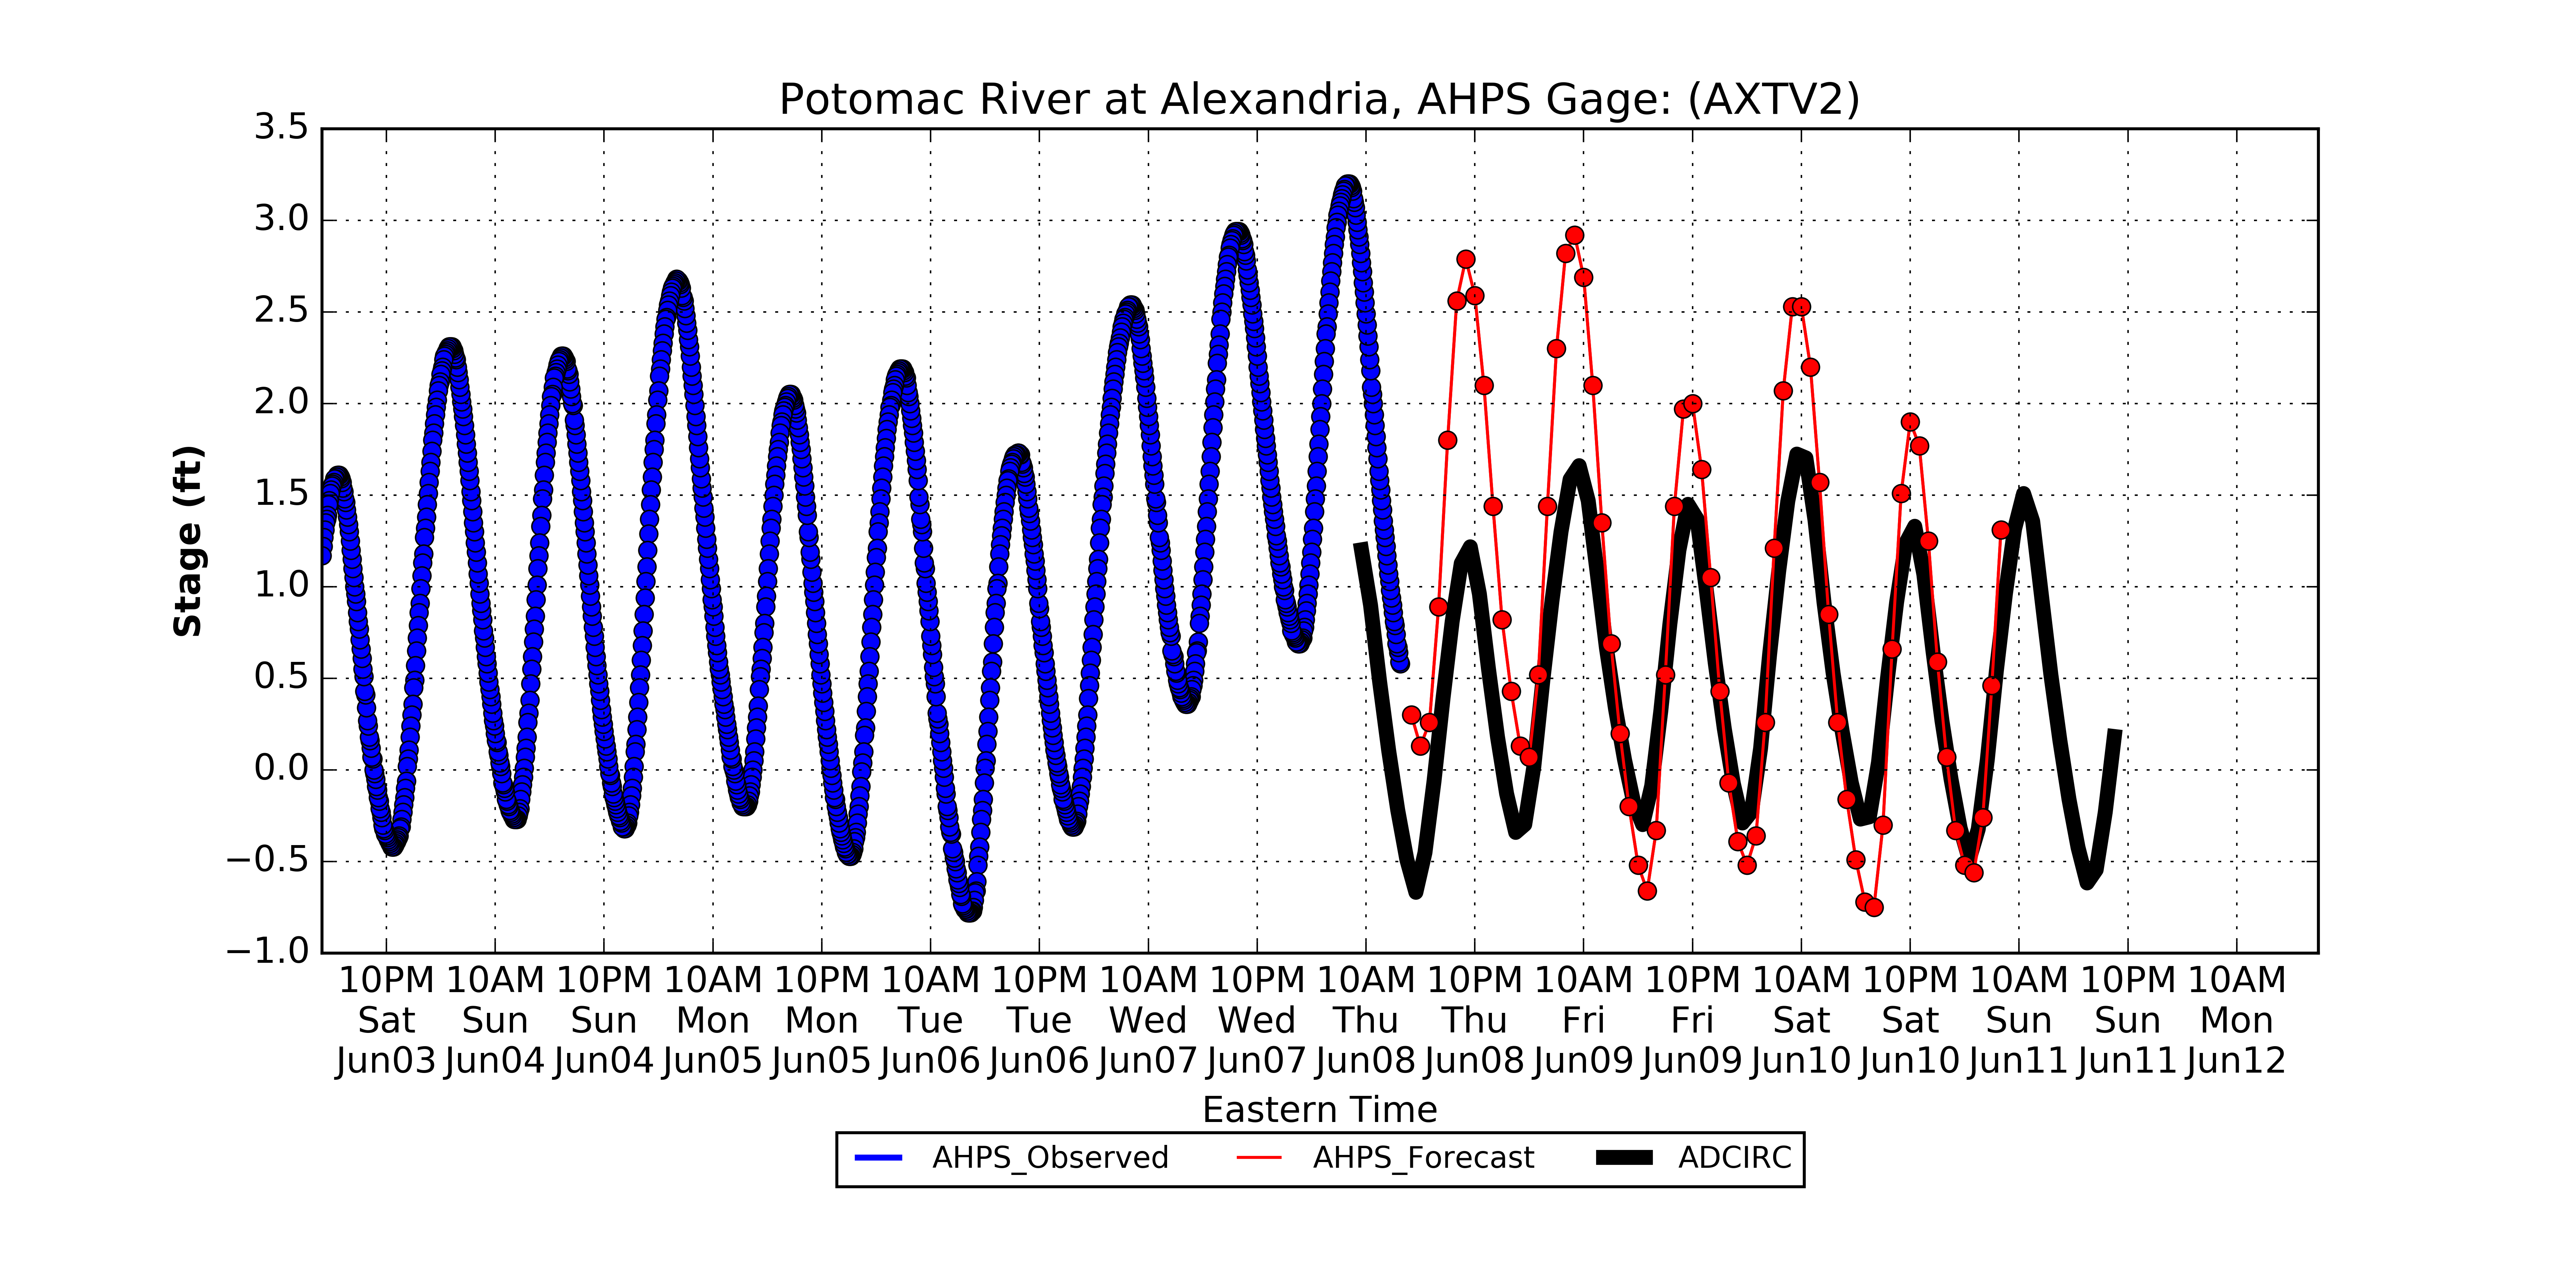 Potomac River at Alexandria, AHPS Gage: (AXTV2)
3.5
3.0
2.5
2.0
1.5
1.0
0.5
0.0
−0.5
−1.0
Stage (ft)
10PM 10AM 10PM 10AM 10PM 10AM 10PM 10AM 10PM 10AM 10PM 10AM 10PM 10AM 10PM 10AM 10PM 10AM
Sat Sun Sun Mon Mon Tue Tue Wed Wed Thu Thu Fri Fri Sat Sat Sun Sun Mon
Jun03 Jun04 Jun04 Jun05 Jun05 Jun06 Jun06 Jun07 Jun07 Jun08 Jun08 Jun09 Jun09 Jun10 Jun10 Jun11 Jun11 Jun12
Eastern Time
AHPS_Observed AHPS_Forecast ADCIRC